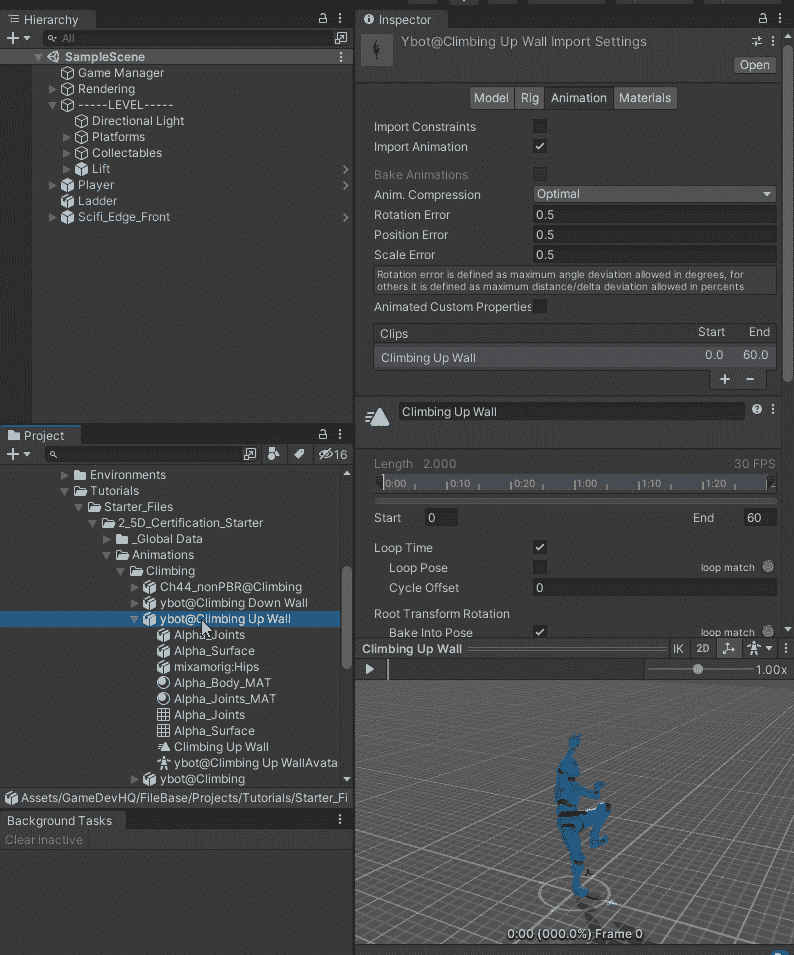 Hierarchy
All
SampleScene
Game Manager
Rendering
-----LEVEL-----
Directional Light
Platforms
Collectables
Lift
Player
Ladder
Scifi_Edge_Front
Project
16
Environments
Tutorials
Starter_Files
2_5D_Certification_Starter
_Global Data
Animations
Climbing
Ch44_nonPBR@Climbing
ybot@Climbing Down Wall
ybot@Climbing Up Wall
Alpha_Joints
Alpha_Surface
mixamorig:Hips
Alpha_Body_MAT
Alpha_Joints_MAT
Alpha_Joints
Alpha_Surface
Climbing Up Wall
ybot@Climbing Up WallAvata
ybot@Climbing
Assets/GameDevHQ/FileBase/Projects/Tutorials/Starter_Fi
Background Tasks
Clear inactive
Inspector
Ybot@Climbing Up Wall Import Settings
Open
Model Rig Animation Materials
Import Constraints
Import Animation
Bake Animations
Anim. Compression Optimal
Rotation Error 0.5
Position Error 0.5
Scale Error 0.5
Rotation error is defined as maximum angle deviation allowed in degrees, for
others it is defined as maximum distance/delta deviation allowed in percents
Animated Custom Properties
Clips Start End
Climbing Up Wall 0.0 60.0
Climbing Up Wall
Length 2.000 30 FPS
0:00 0:10 0:20 1:00 1:10 1:20
Start 0 End 60
Loop Time
Loop Pose loop match
Cycle Offset 0
Root Transform Rotation
Bake Into Pose loop match
Climbing Up Wall IK 2D
1.00x
0:00 (000.0%) Frame 0